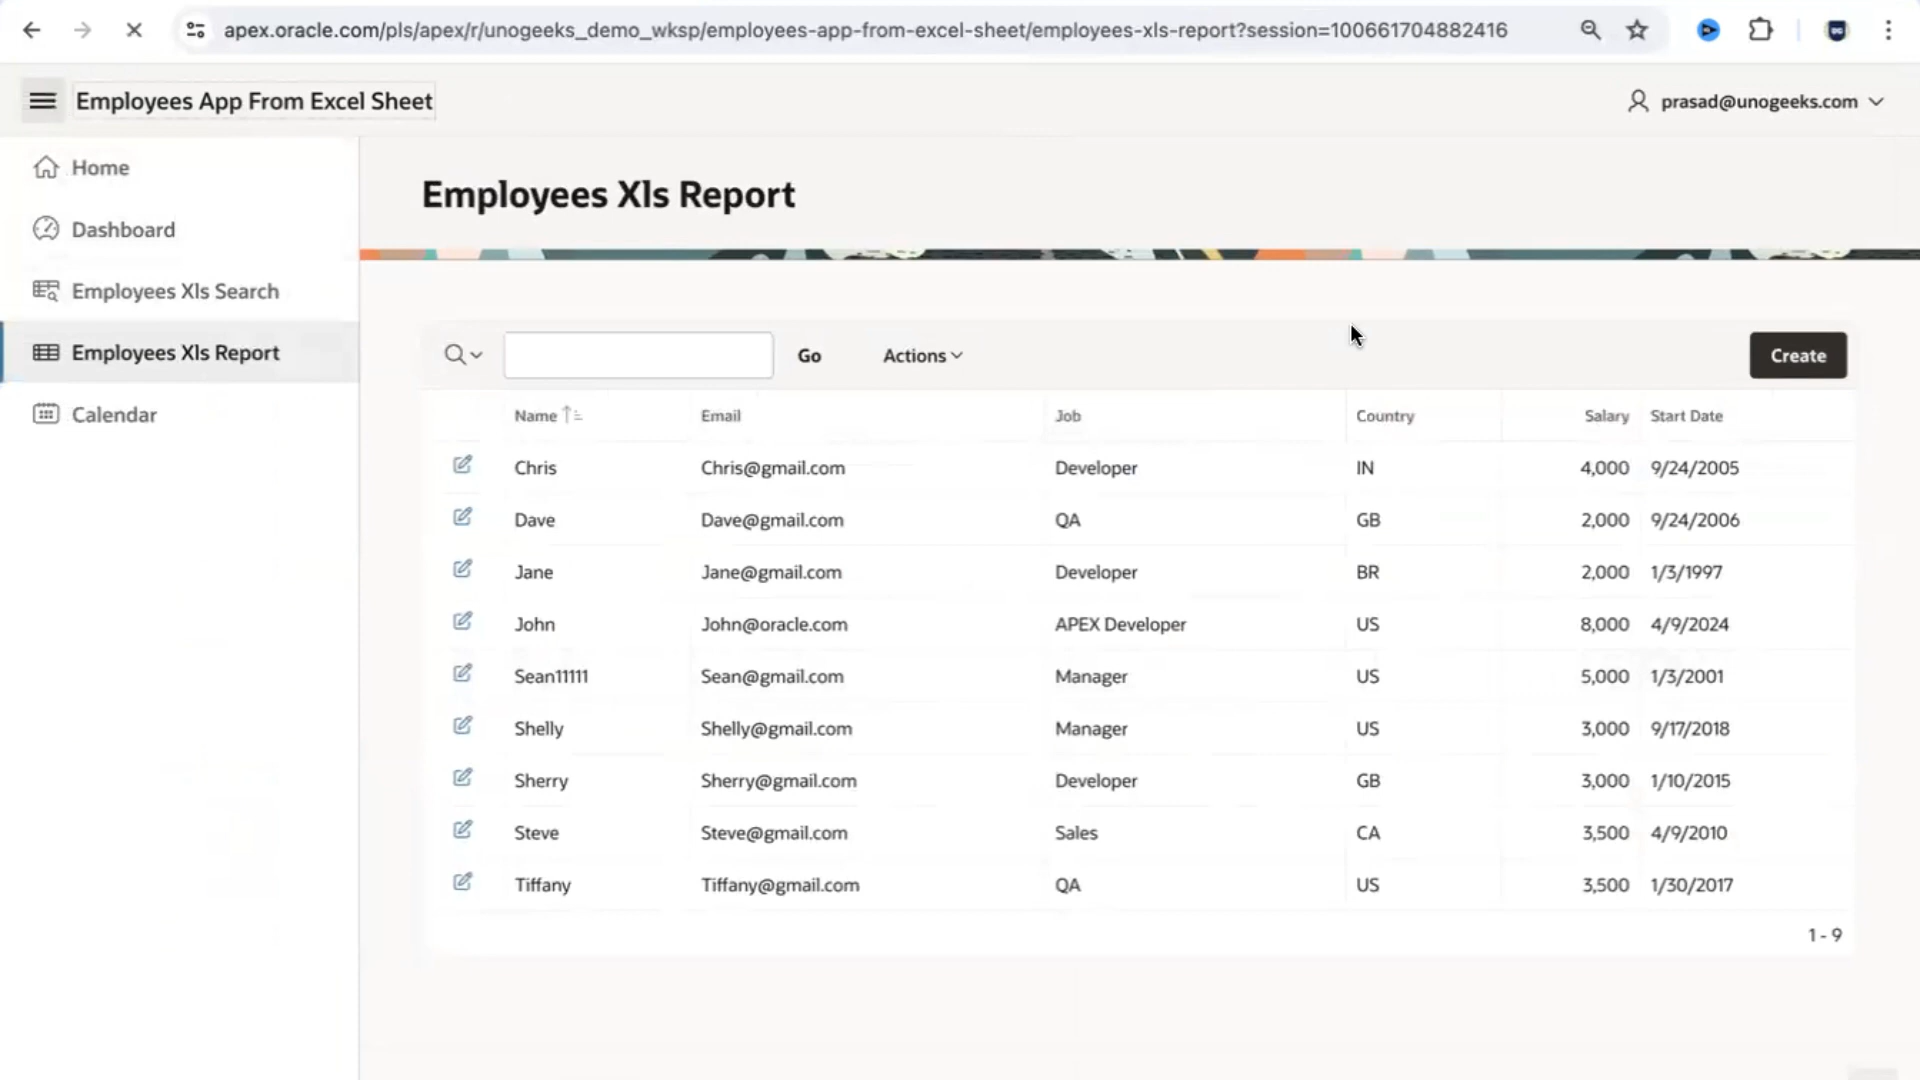 apex.oracle.com/pls/apex/r/unogeeks_demo_wksp/employees-app-from-excel-sheet/employees-xls-report?session=100661704882416
Employees App From Excel Sheet
prasad@unogeeks.com
Home
Dashboard
Employees Xls Search
Employees Xls Report
Calendar
Employees Xls Report
Go Actions Create
Name Email Job Country Salary Start Date
Chris Chris@gmail.com Developer IN 4,000 9/24/2005
Dave Dave@gmail.com QA GB 2,000 9/24/2006
Jane Jane@gmail.com Developer BR 2,000 1/3/1997
John John@oracle.com APEX Developer US 8,000 4/9/2024
Sean11111 Sean@gmail.com Manager US 5,000 1/3/2001
Shelly Shelly@gmail.com Manager US 3,000 9/17/2018
Sherry Sherry@gmail.com Developer GB 3,000 1/10/2015
Steve Steve@gmail.com Sales CA 3,500 4/9/2010
Tiffany Tiffany@gmail.com QA US 3,500 1/30/2017
1 - 9